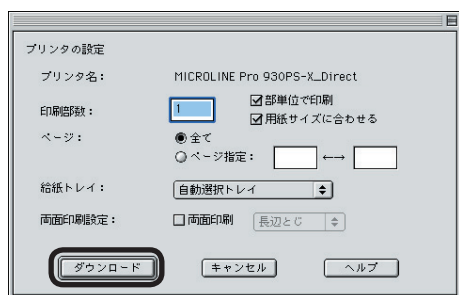 プリンタの設定
プリンタ名： MICROLINE Pro 930PS-X_Direct
印刷部数： 1 部単位で印刷
用紙サイズに合わせる
ページ： 全て
ページ指定： ←→
給紙トレイ： 自動選択トレイ
両面印刷設定： 両面印刷 長辺とじ
ダウンロード キャンセル ヘルプ